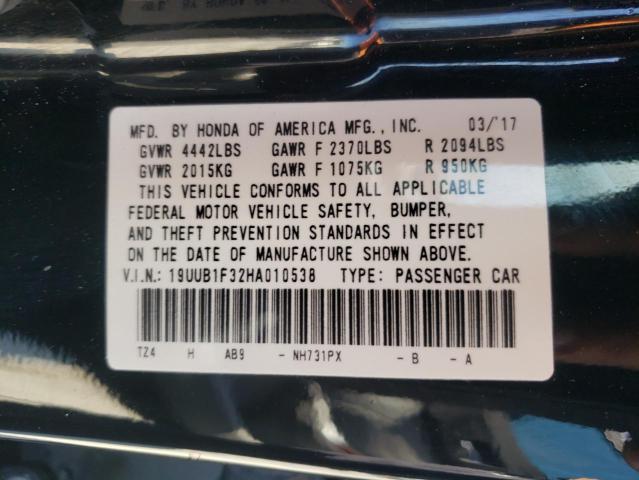 MFD. BY HONDA OF AMERICA MFG., INC. 03/'17
GVWR 4442LBS GAWR F 2370LBS R 2094LBS
GVWR 2015KG GAWR F 1075KG R 950KG
THIS VEHICLE CONFORMS TO ALL APPLICABLE
FEDERAL MOTOR VEHICLE SAFETY, BUMPER,
AND THEFT PREVENTION STANDARDS IN EFFECT
ON THE DATE OF MANUFACTURE SHOWN ABOVE.
V.I.N.: 19UUB1F32HA010538 TYPE: PASSENGER CAR
TZ4 H AB9 - NH731PX - B - A